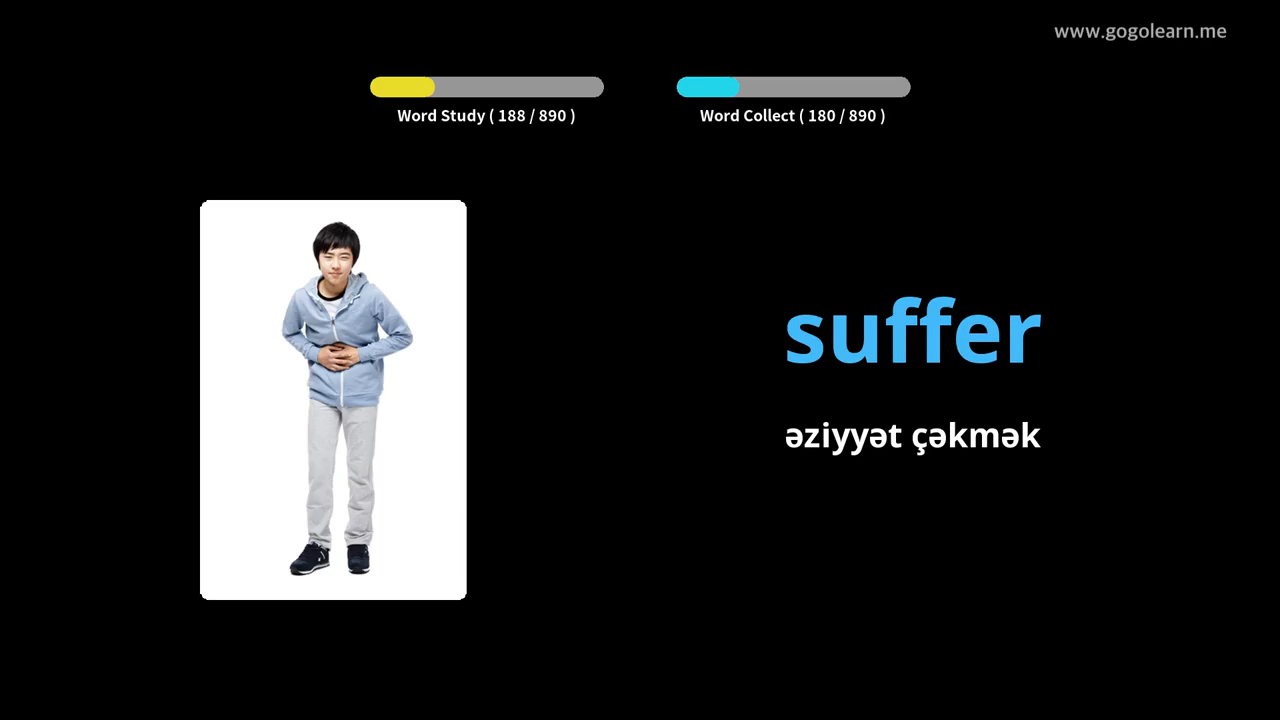 www.gogolearn.me
Word Study ( 188 / 890 )
Word Collect ( 180 / 890 )
suffer
əziyyət çəkmək